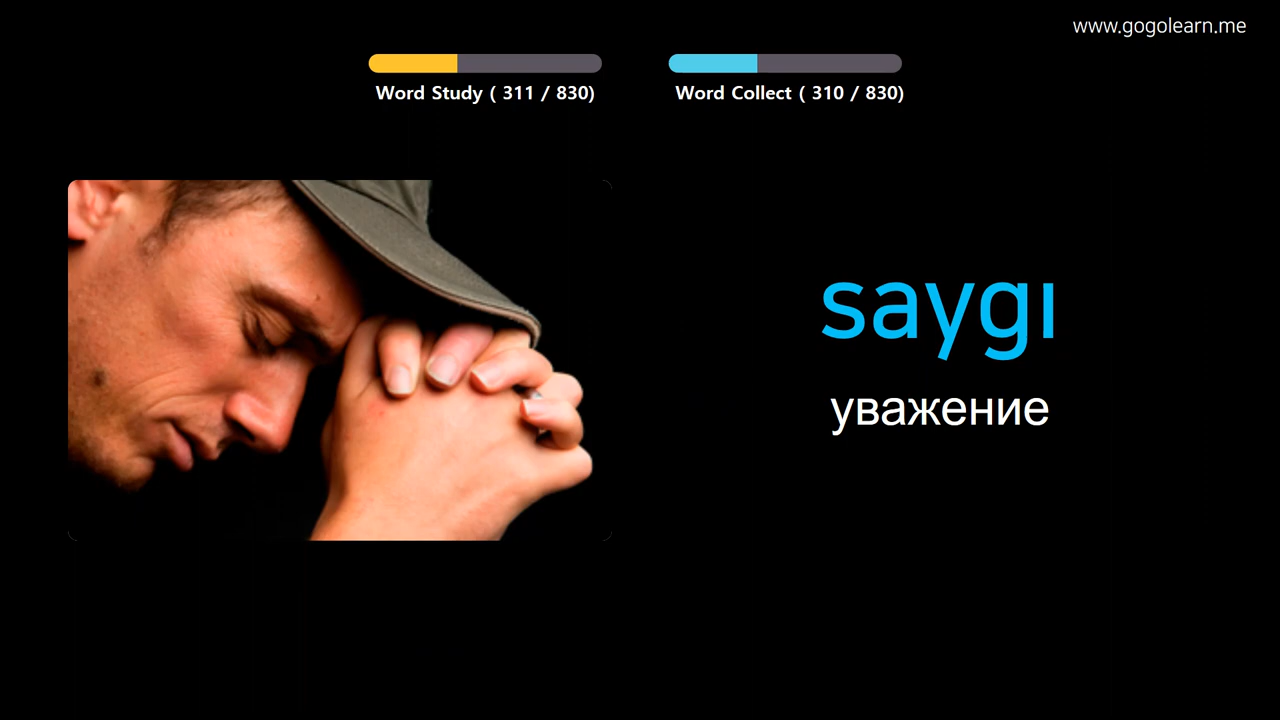 www.gogolearn.me
Word Study ( 311 / 830)
Word Collect ( 310 / 830)
saygı
уважение